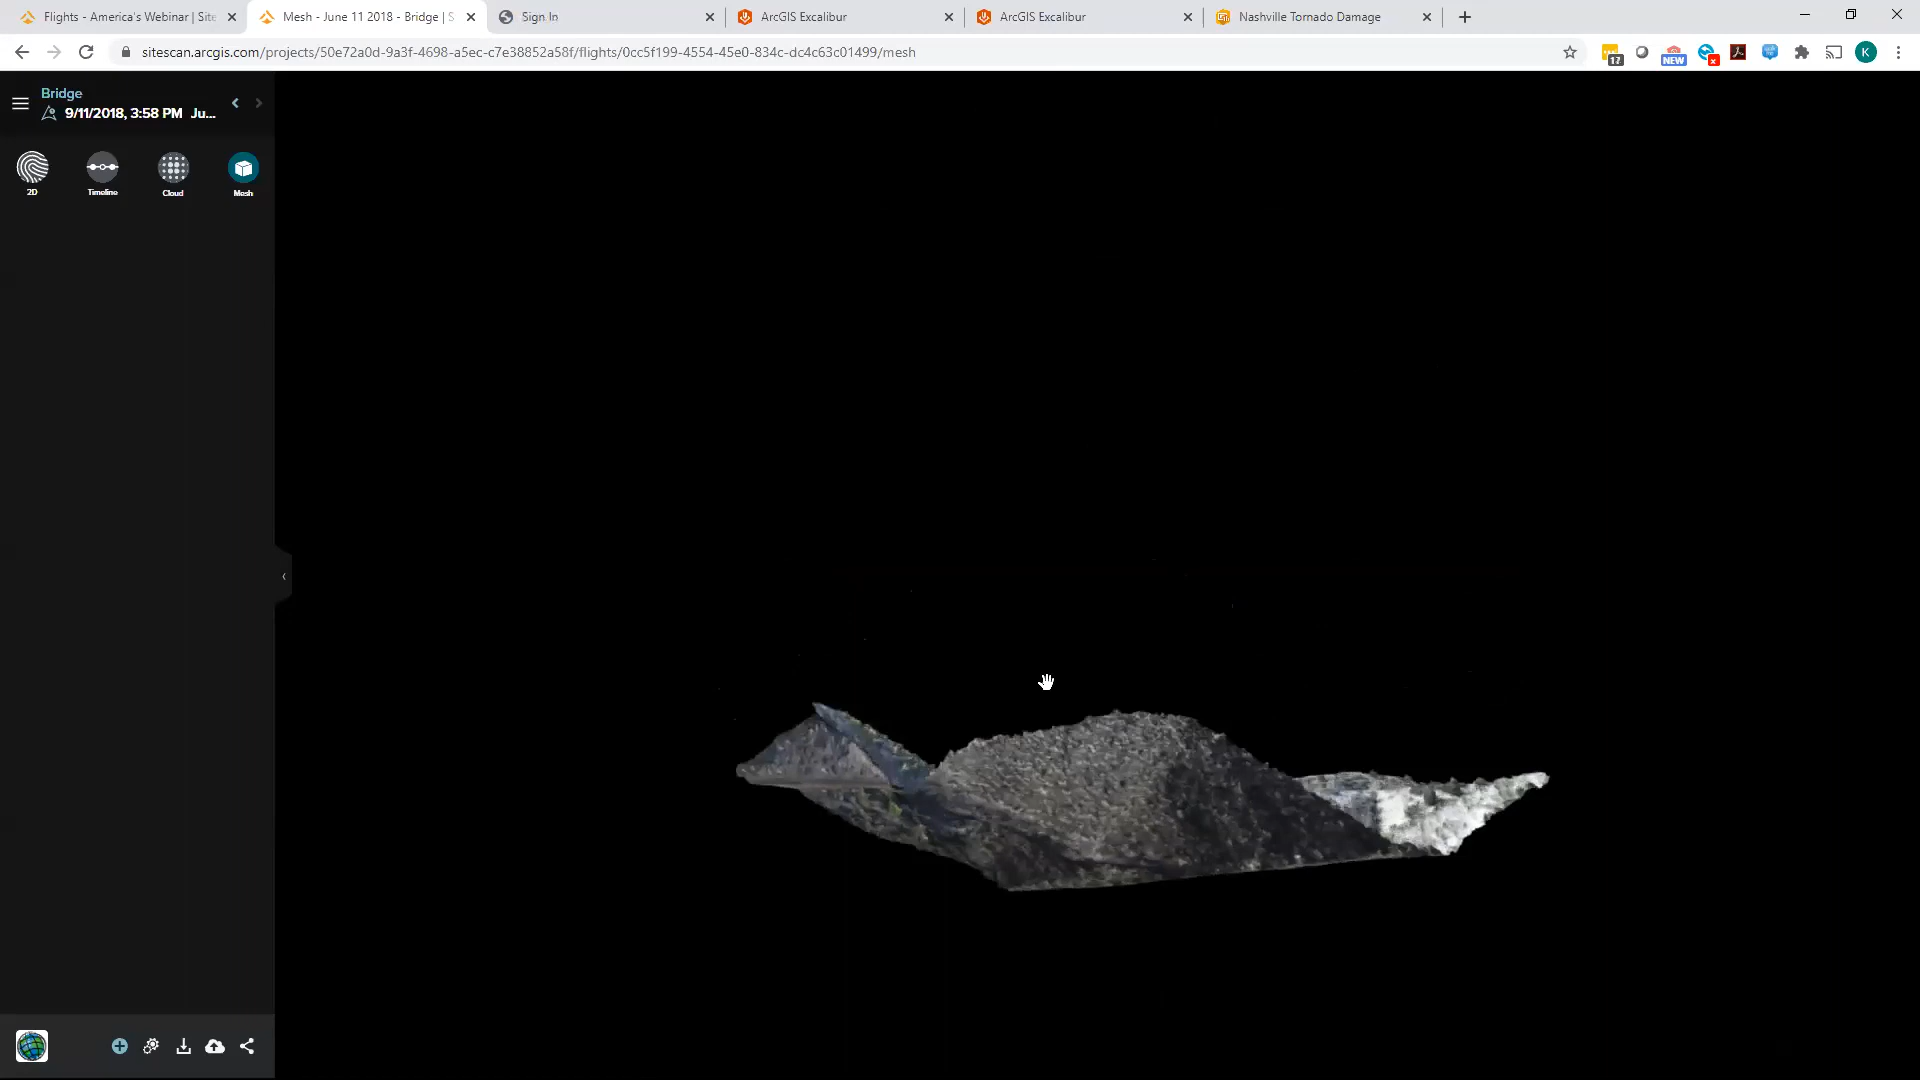 Flights - America's Webinar | Site
Mesh - June 11 2018 - Bridge | S
Sign In
ArcGIS Excalibur
ArcGIS Excalibur
Nashville Tornado Damage
sitescan.arcgis.com/projects/50e72a0d-9a3f-4698-a5ec-c7e38852a58f/flights/0cc5f199-4554-45e0-834c-dc4c63c01499/mesh
17
NEW
K
Bridge
9/11/2018, 3:58 PM Ju...
2D
Timeline
Cloud
Mesh